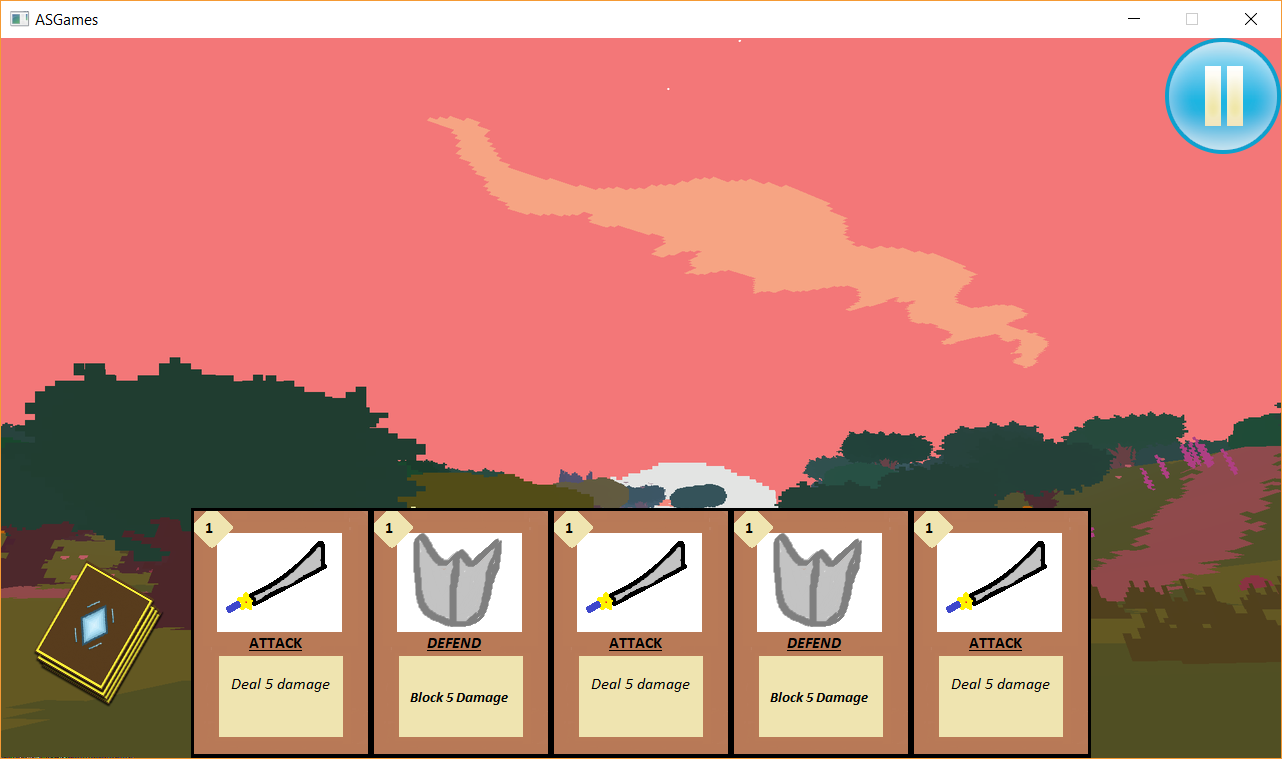 ASGames
1
ATTACK
Deal 5 damage
1
DEFEND
Block 5 Damage
1
ATTACK
Deal 5 damage
1
DEFEND
Block 5 Damage
1
ATTACK
Deal 5 damage